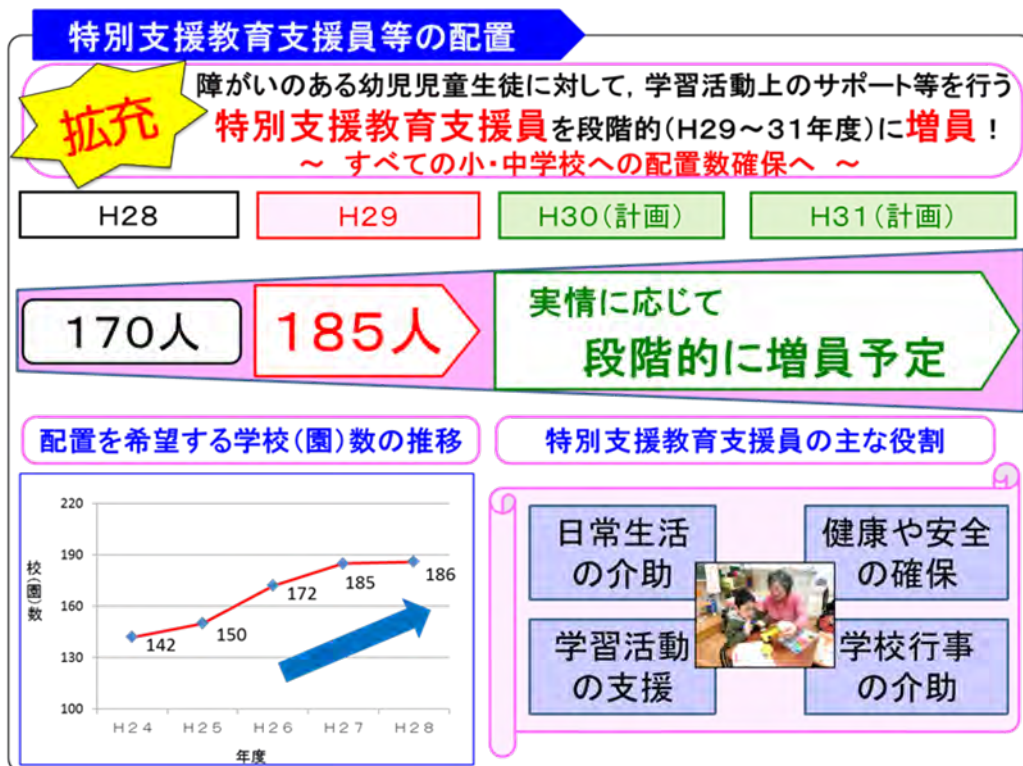 特別支援教育支援員等の配置
拡充
障がいのある幼児児童生徒に対して，学習活動上のサポート等を行う
特別支援教育支援員を段階的(H29～31年度)に増員！
～ すべての小・中学校への配置数確保へ ～
H28
H29
H30(計画)
H31(計画)
170人
185人
実情に応じて
段階的に増員予定
配置を希望する学校(園)数の推移
校(園)数
220
190
160
130
100
142
150
172
185
186
H24
H25
H26
H27
H28
年度
特別支援教育支援員の主な役割
日常生活
の介助
健康や安全
の確保
学習活動
の支援
学校行事
の介助